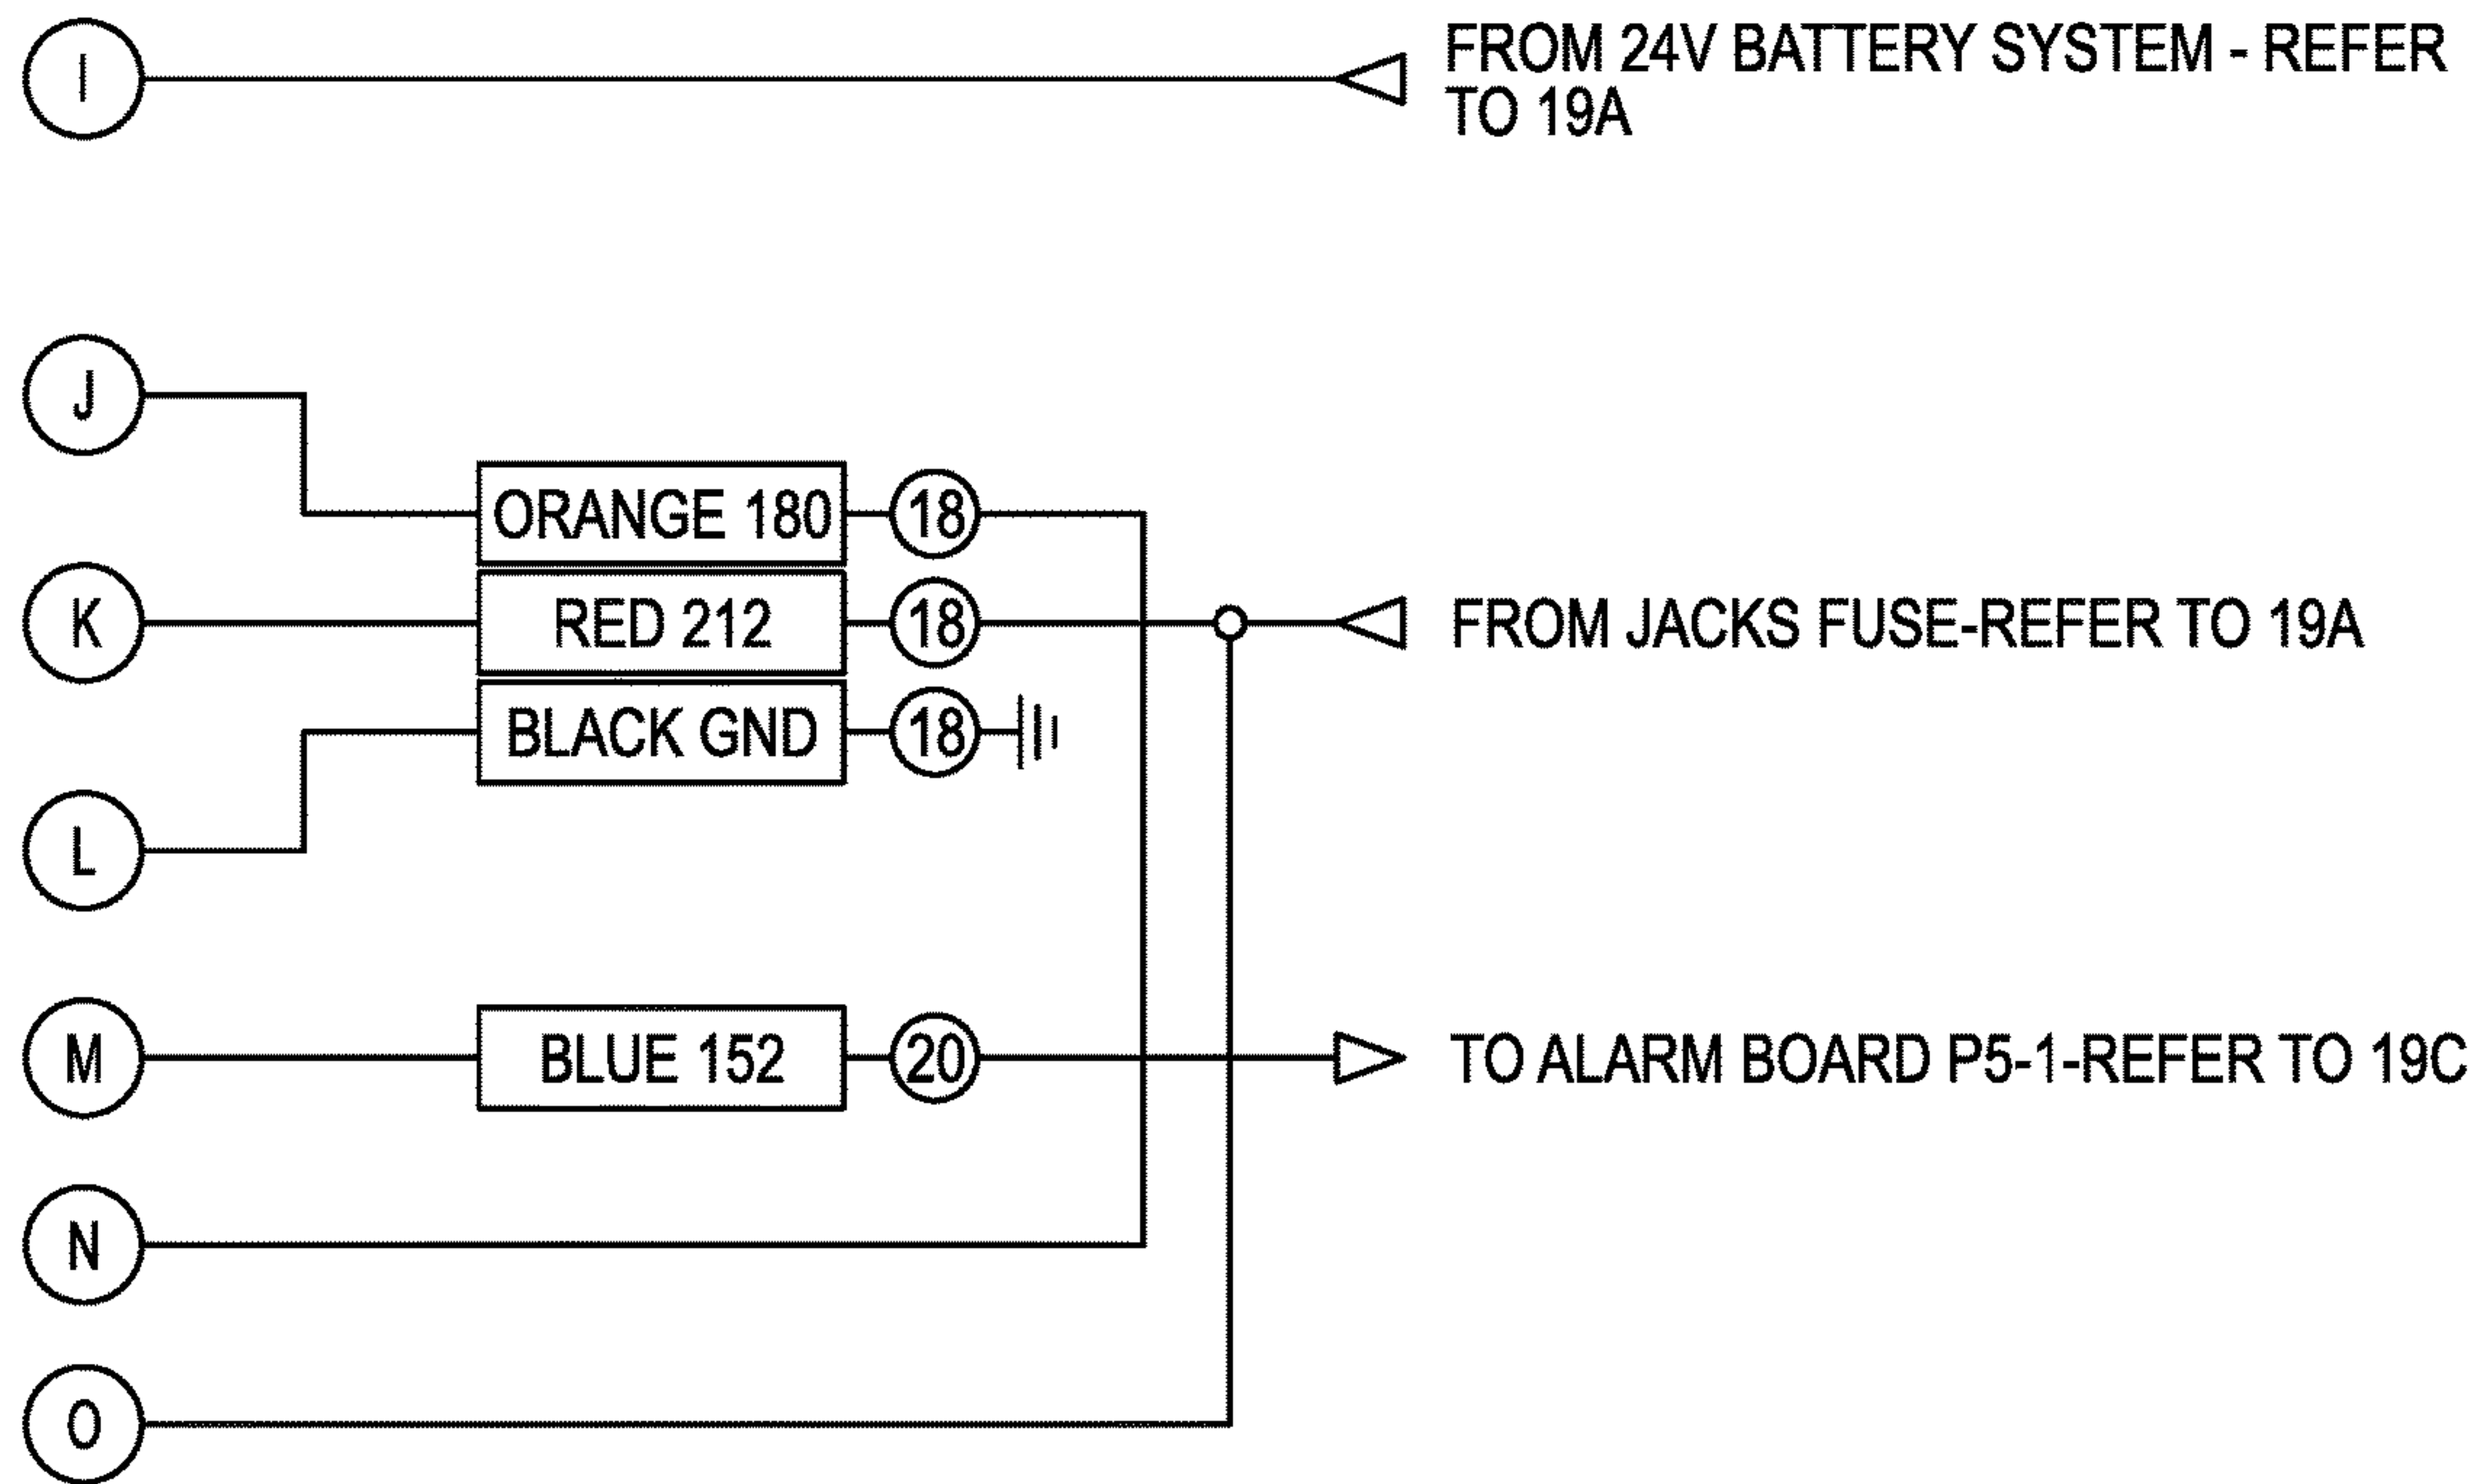 I
FROM 24V BATTERY SYSTEM - REFER
TO 19A
J
ORANGE 180 18
K
RED 212 18
FROM JACKS FUSE-REFER TO 19A
BLACK GND 18
L
M
BLUE 152 20
TO ALARM BOARD P5-1-REFER TO 19C
N
O